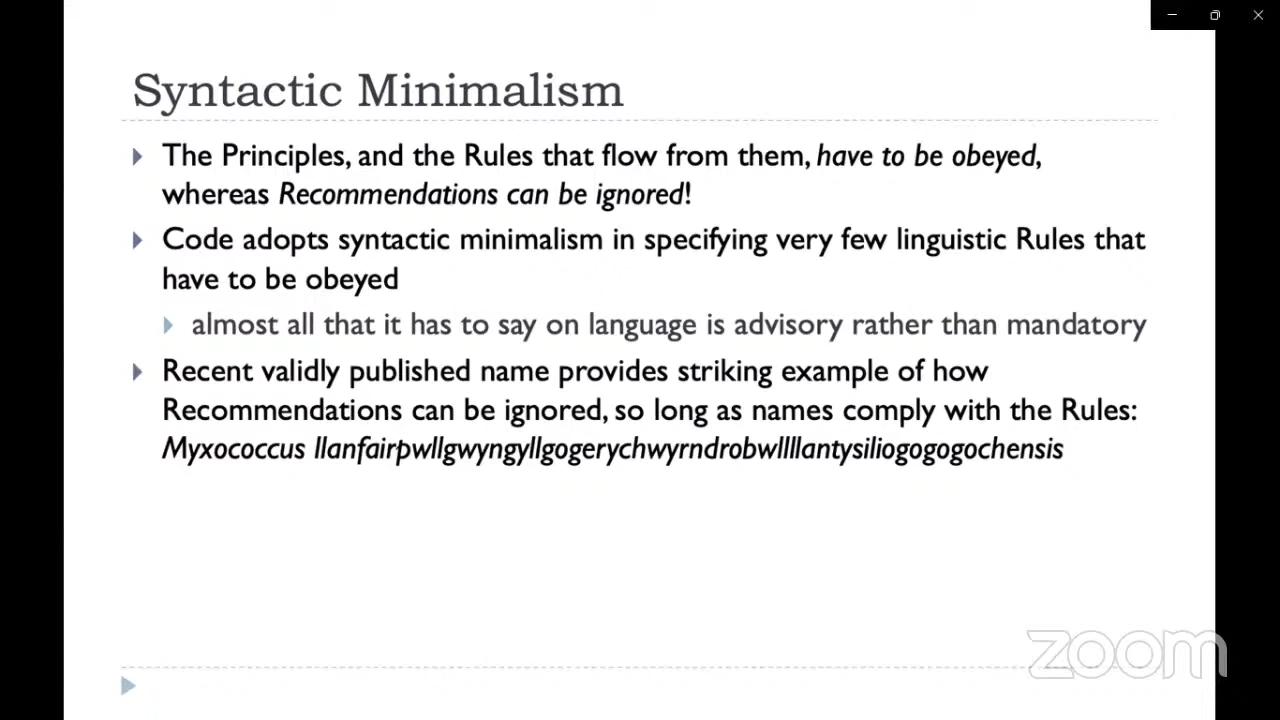 Syntactic Minimalism
The Principles, and the Rules that flow from them, have to be obeyed,
whereas Recommendations can be ignored!
Code adopts syntactic minimalism in specifying very few linguistic Rules that
have to be obeyed
almost all that it has to say on language is advisory rather than mandatory
Recent validly published name provides striking example of how
Recommendations can be ignored, so long as names comply with the Rules:
Myxococcus llanfairpwllgwyngyllgogerychwyrndrobwllllantysiliogogogochensis
zoom